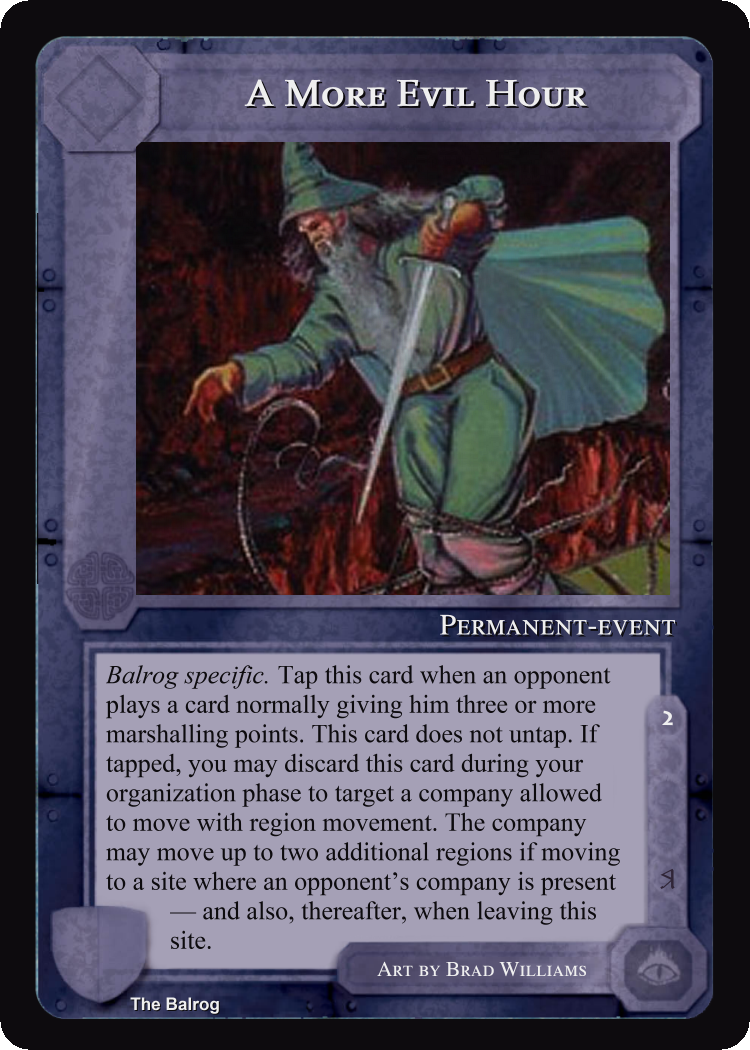 A More Evil Hour
Permanent-event
Balrog specific. Tap this card when an opponent
plays a card normally giving him three or more
marshalling points. This card does not untap. If
tapped, you may discard this card during your
organization phase to target a company allowed
to move with region movement. The company
may move up to two additional regions if moving
to a site where an opponent’s company is present
— and also, thereafter, when leaving this
site.
2
Art by Brad Williams
The Balrog